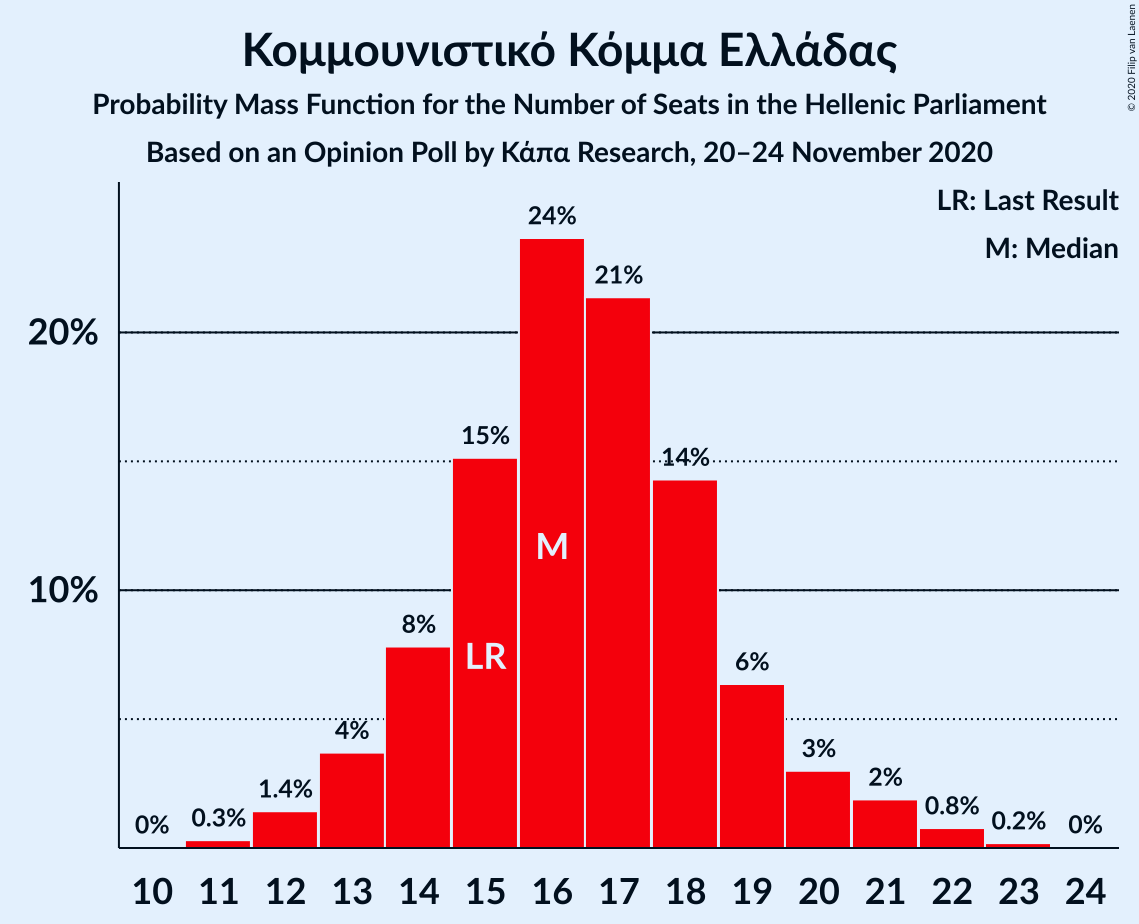 Κομμουνιστικό Κόμμα Ελλάδας
Probability Mass Function for the Number of Seats in the Hellenic Parliament
Based on an Opinion Poll by Κάπα Research, 20–24 November 2020
© 2020 Filip van Laenen
LR: Last Result
M: Median
20%
10%
0%
0.3%
1.4%
4%
8%
15%
24%
21%
14%
6%
3%
2%
0.8%
0.2%
0%
LR
M
10 11 12 13 14 15 16 17 18 19 20 21 22 23 24